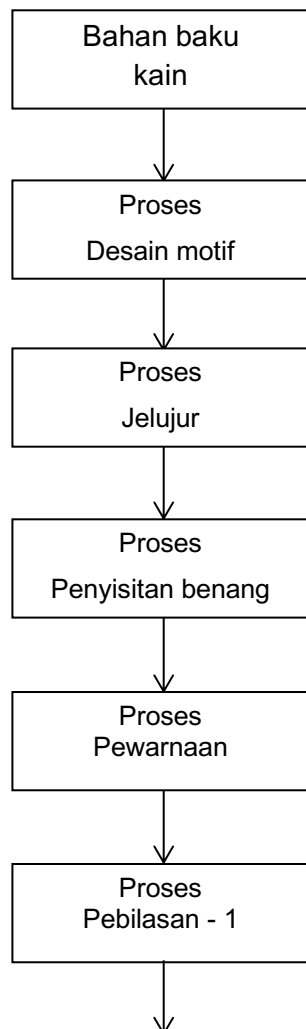 Bahan baku
kain
Proses
Desain motif
Proses
Jelujur
Proses
Penyisitan benang
Proses
Pewarnaan
Proses
Pebilasan - 1